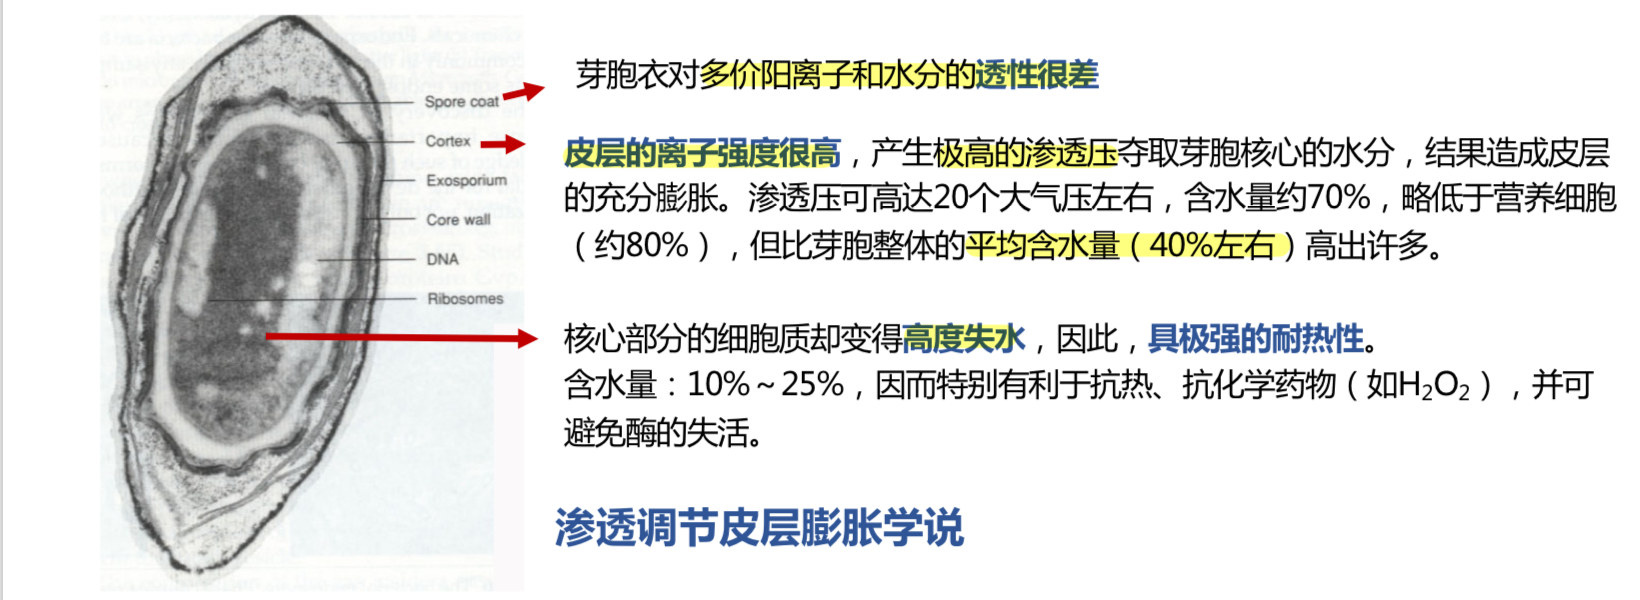 芽胞衣对多价阳离子和水分的透性很差
Spore coat
Cortex
Exosporium
Core wall
DNA
Ribosomes
皮层的离子强度很高，产生极高的渗透压夺取芽胞核心的水分，结果造成皮层
的充分膨胀。渗透压可高达20个大气压左右，含水量约70%，略低于营养细胞
（约80%），但比芽胞整体的平均含水量（40%左右）高出许多。
核心部分的细胞质却变得高度失水，因此，具极强的耐热性。
含水量：10%～25%，因而特别有利于抗热、抗化学药物（如H₂O₂），并可
避免酶的失活。
渗透调节皮层膨胀学说